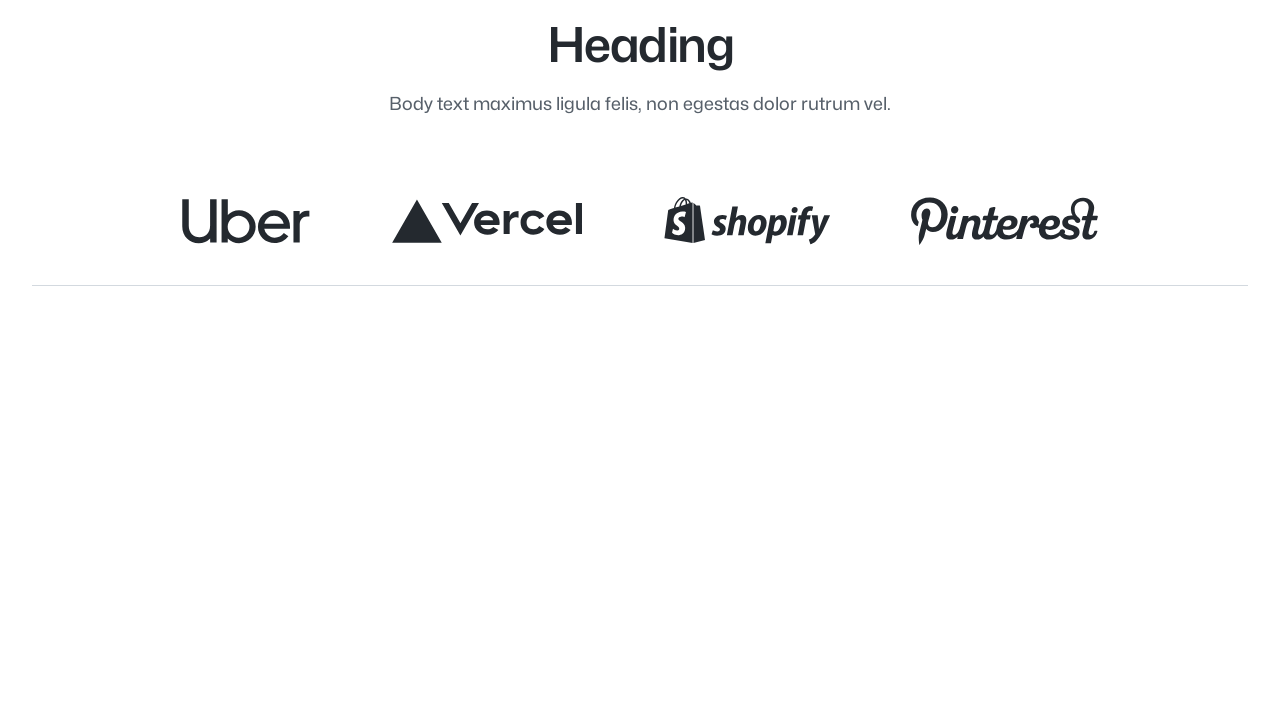 Heading
Body text maximus ligula felis, non egestas dolor rutrum vel.
Uber Vercel shopify Pinterest